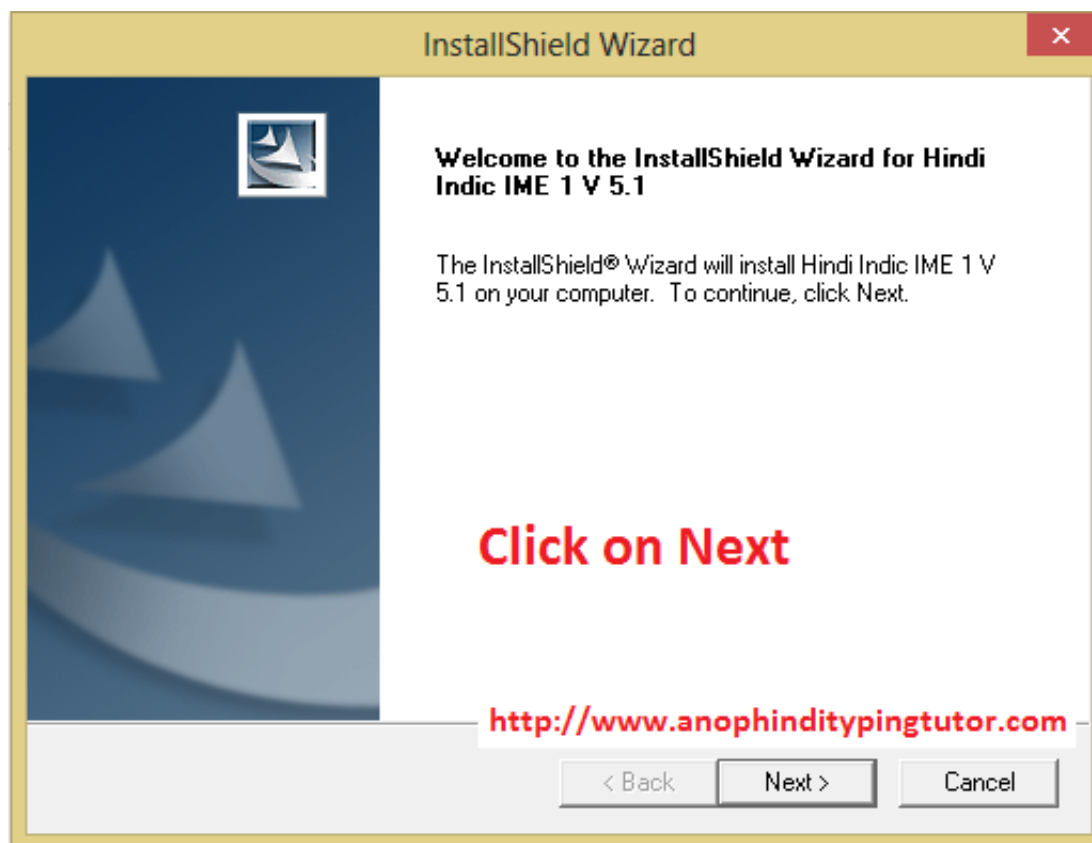 InstallShield Wizard
Welcome to the InstallShield Wizard for Hindi
Indic IME 1 V 5.1
The InstallShield® Wizard will install Hindi Indic IME 1 V
5.1 on your computer.  To continue, click Next.
Click on Next
http://www.anophindityping​tutor.com
< Back
Next >
Cancel